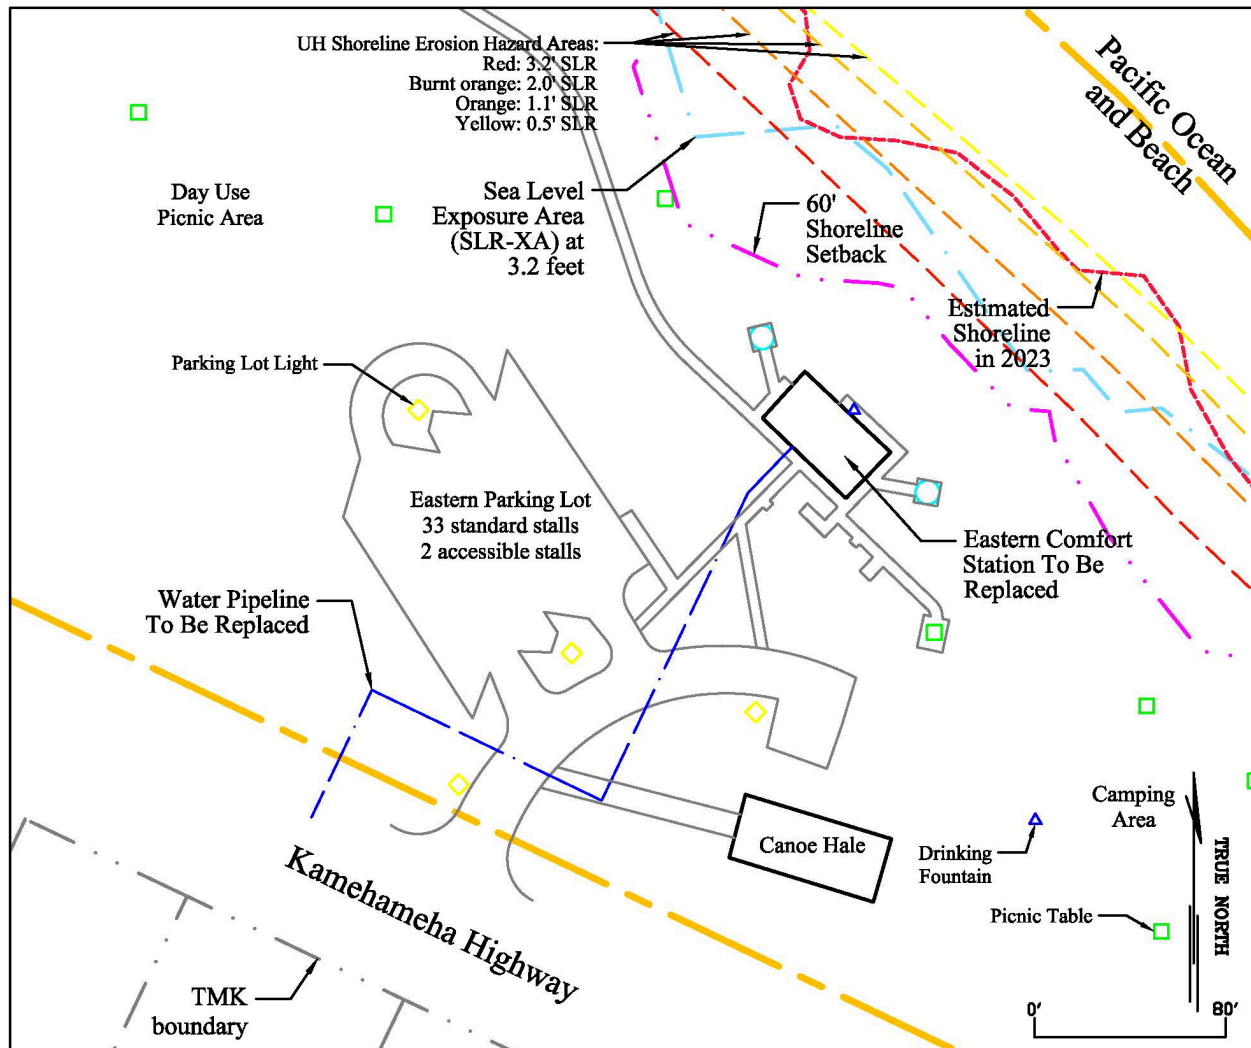 UH Shoreline Erosion Hazard Areas:
Red: 3.2' SLR
Burnt orange: 2.0' SLR
Orange: 1.1' SLR
Yellow: 0.5' SLR
Pacific Ocean
and Beach
Day Use
Picnic Area
Sea Level
Exposure Area
(SLR-XA) at
3.2 feet
60'
Shoreline
Setback
Estimated
Shoreline
in 2023
Parking Lot Light
Eastern Parking Lot
33 standard stalls
2 accessible stalls
Eastern Comfort
Station To Be
Replaced
Water Pipeline
To Be Replaced
Camping
Area
Canoe Hale
Drinking
Fountain
TRUE NORTH
Kamehameha Highway
Picnic Table
TMK
boundary
0'
80'